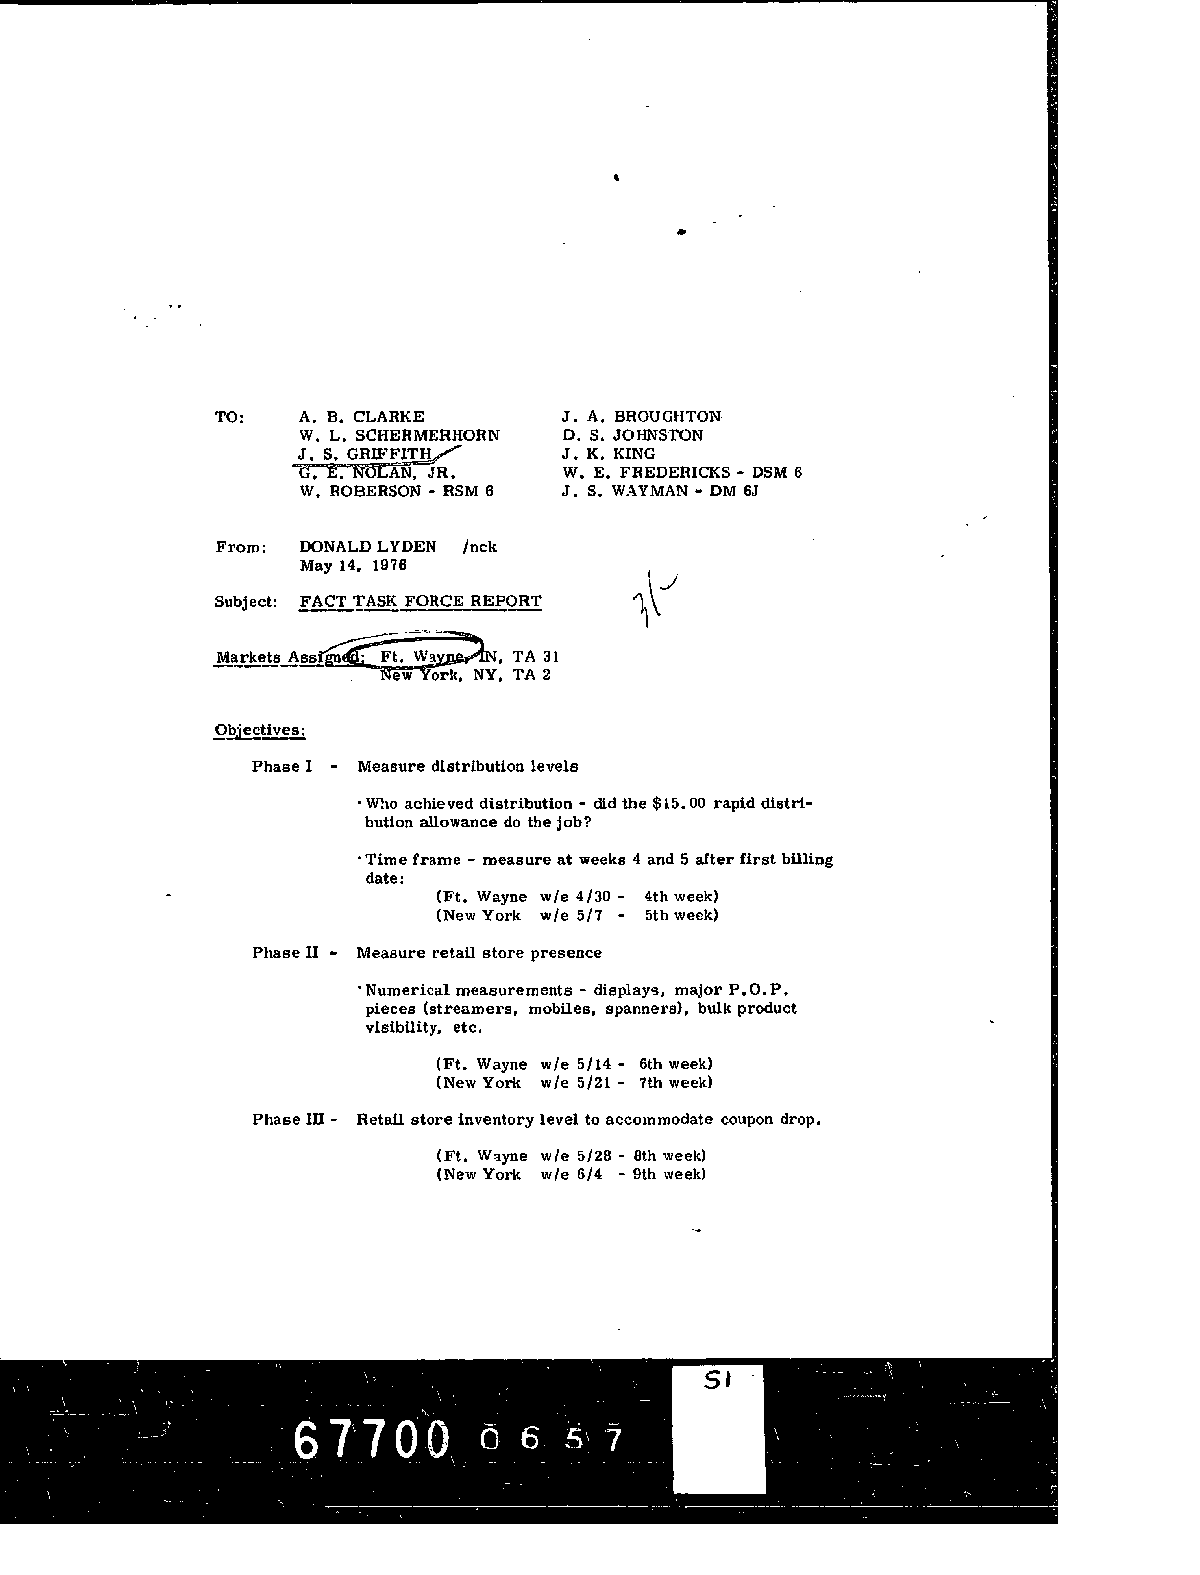 TO: A. B. CLARKE J. A. BROUGHTON
W. L. SCHERMERHORN D. S. JOHNSTON
J. S. GRIFFITH J. K. KING
G. E. NOLAN, JR. W. E. FREDERICKS - DSM 6
W. ROBERSON - RSM 6 J. S. WAYMAN - DM 6J
From: DONALD LYDEN /nck
May 14, 1976
Subject: FACT TASK FORCE REPORT
Markets Assigned: Ft. Wayne, IN, TA 31
New York, NY, TA 2
Objectives:
Phase I - Measure distribution levels
·Who achieved distribution - did the $15.00 rapid distri-
bution allowance do the job?
·Time frame - measure at weeks 4 and 5 after first billing
date:
(Ft. Wayne w/e 4/30 - 4th week)
(New York w/e 5/7 - 5th week)
Phase II - Measure retail store presence
·Numerical measurements - displays, major P.O.P.
pieces (streamers, mobiles, spanners), bulk product
visibility, etc.
(Ft. Wayne w/e 5/14 - 6th week)
(New York w/e 5/21 - 7th week)
Phase III - Retail store inventory level to accommodate coupon drop.
(Ft. Wayne w/e 5/28 - 8th week)
(New York w/e 6/4 - 9th week)
S1
67700 0657